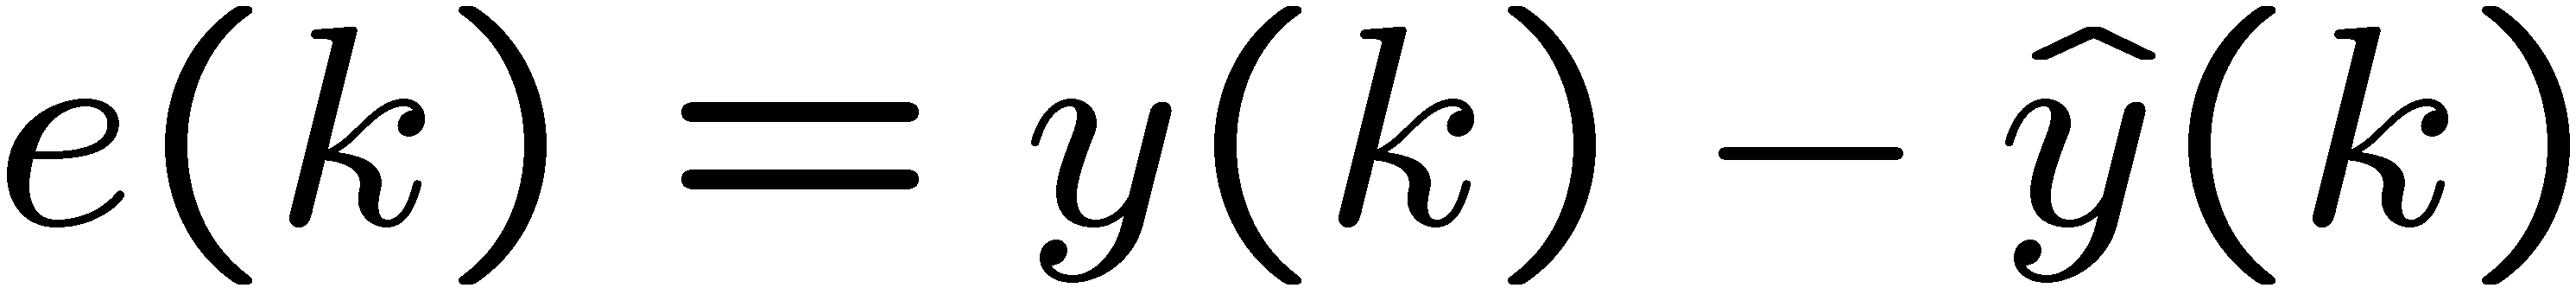 e(k) = y(k) − ŷ(k)